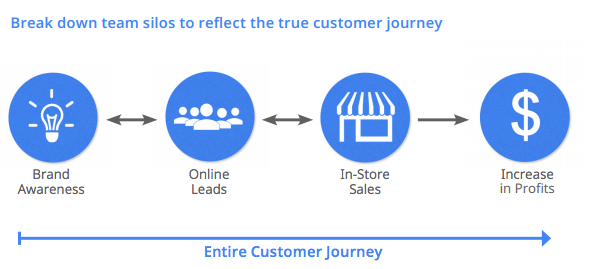 Break down team silos to reflect the true customer journey
$
Brand
Awareness
Online
Leads
In-Store
Sales
Increase
in Profits
Entire Customer Journey